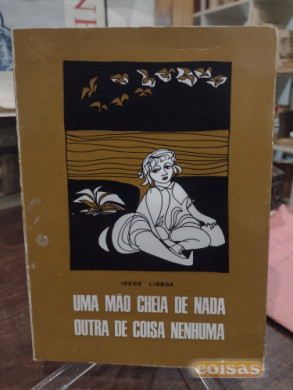 IRENE LISBOA
UMA MÃO CHEIA DE NADA
OUTRA DE COISA NENHUMA
coisas